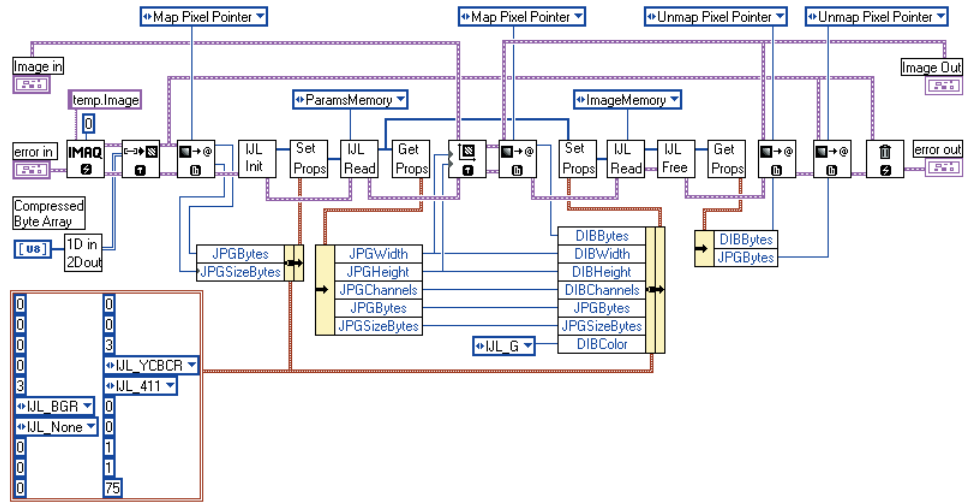 Map Pixel Pointer
Map Pixel Pointer
Unmap Pixel Pointer
Unmap Pixel Pointer
Image in
Image Out
temp.Image
0
ParamsMemory
ImageMemory
error in
IMAQ
IJL Init
Set Props
IJL Read
Get Props
Set Props
IJL Read
IJL Free
Get Props
error out
Compressed
Byte Array
[U8]
1D in
2Dout
JPGBytes
JPGSizeBytes
JPGWidth
JPGHeight
JPGChannels
JPGBytes
JPGSizeBytes
DIBBytes
DIBWidth
DIBHeight
DIBChannels
JPGBytes
JPGSizeBytes
DIBColor
IJL_G
DIBBytes
JPGBytes
0
0
0
0
3
IJL_BGR
IJL_None
0
0
0
0
0
3
IJL_YCBCR
IJL_411
0
0
1
1
75